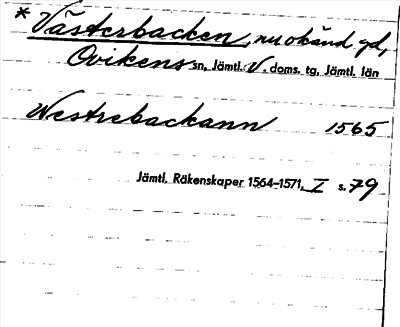 * Västerbacken, nu okänd gd,
Ovikens sn, Jämtl. V. doms. tg, Jämtl. län
Westrebackann 1565
Jämtl. Räkenskaper 1564–1571, I s. 79